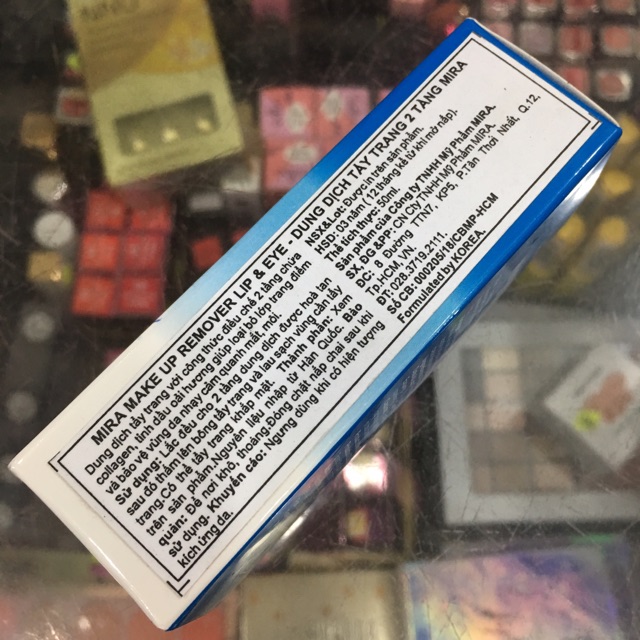 MIRA MAKE UP REMOVER LIP & EYE - DUNG DỊCH TẨY TRANG 2 TẦNG MIRA
Dung dịch tẩy trang với công thức điều chế 2 tầng chứa
collagen, tinh dầu oải hương giúp loại bỏ lớp trang điểm
và bảo vệ vùng da nhạy cảm quanh mắt, môi.
Sử dụng: Lắc đều cho 2 tầng dung dịch được hoà lan
sau đó thấm lên bông tẩy trang và lau sạch vùng cần tẩy
trang.Có thể tẩy trang khắp mặt. Thành phần: Xem
trên sản phẩm.Nguyên liệu nhập từ Hàn Quốc. Bảo
quản: Để nơi khô, thoáng.Đóng chặt nắp chai sau khi
sử dụng. Khuyến cáo: Ngưng dùng khi có hiện tượng
kích ứng da.
NSX&Lot: Được in trên sản phẩm.
HSD: 03 năm( 12 tháng kể từ khi mở nắp).
Thể tích thực: 50ml.
Sản phẩm của Công ty TNHH Mỹ Phẩm MIRA.
SX, ĐG &PP: CN Cty TNHH Mỹ Phẩm MIRA.
ĐC: Đường TTN7, KP5, P.Tân Thới Nhất, Q.12,
Tp.HCM, VN.
ĐT: 028.3719.2111.
Số CB: 000205/18/CBMP-HCM
Formulated by KOREA.